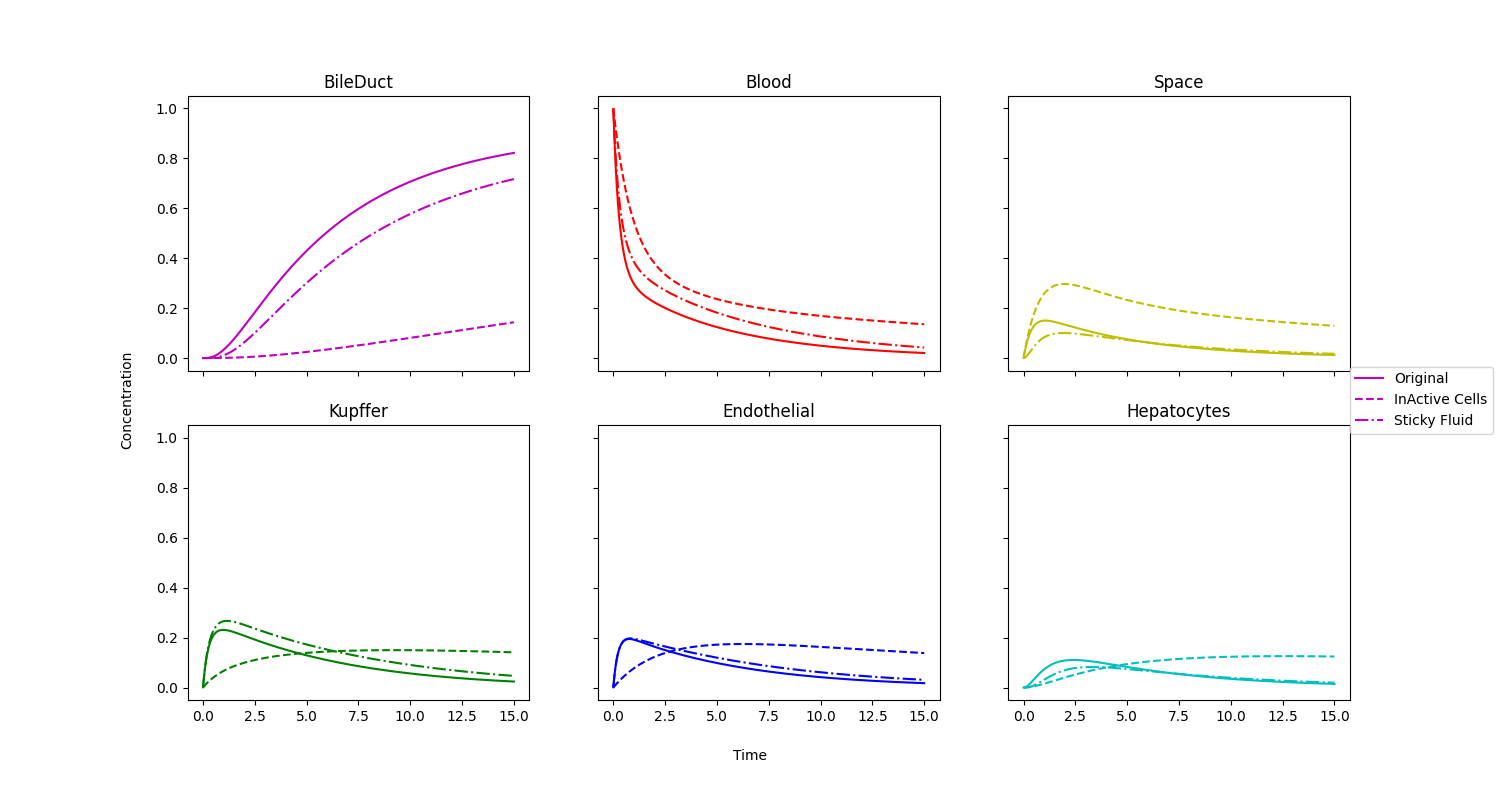 BileDuct
Blood
Space
1.0
0.8
0.6
0.4
0.2
0.0
Original
InActive Cells
Sticky Fluid
Concentration
Kupffer
Endothelial
Hepatocytes
1.0
0.8
0.6
0.4
0.2
0.0
0.0 2.5 5.0 7.5 10.0 12.5 15.0
0.0 2.5 5.0 7.5 10.0 12.5 15.0
0.0 2.5 5.0 7.5 10.0 12.5 15.0
Time